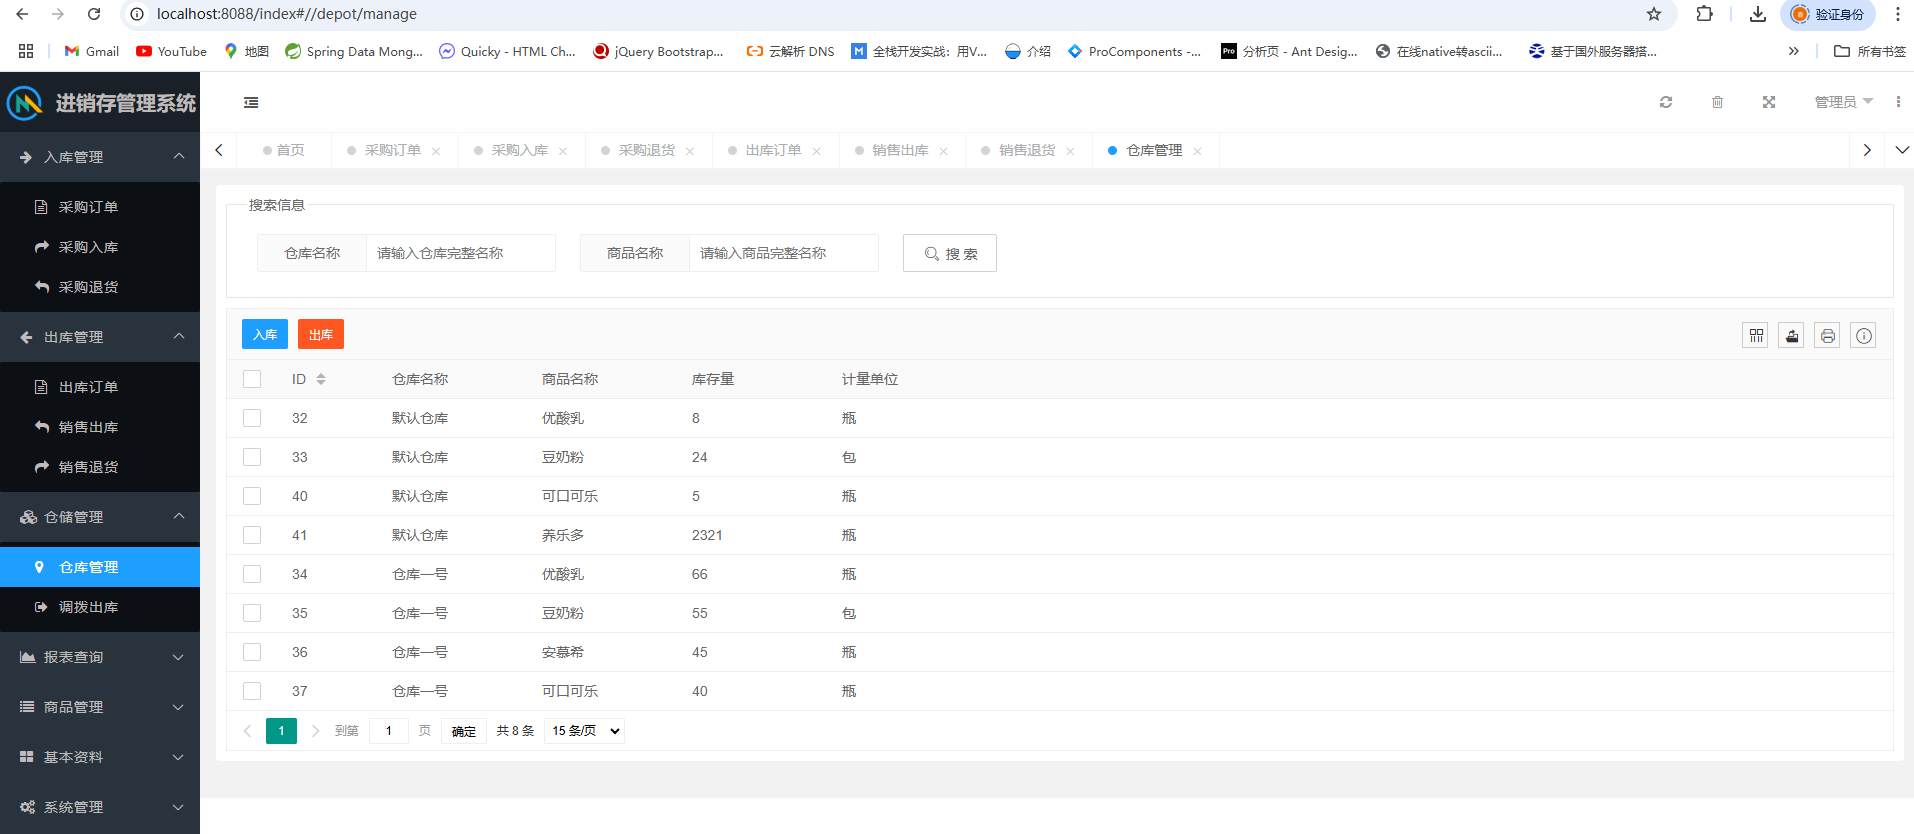 localhost:8088/index#//depot/manage
验证身份
Gmail
YouTube
地图
Spring Data Mong...
Quicky - HTML Ch...
jQuery Bootstrap...
云解析 DNS
全栈开发实战：用V...
介绍
ProComponents -...
Pro 分析页 - Ant Desig...
在线native转ascii...
基于国外服务器搭...
所有书签
进销存管理系统
管理员
入库管理
采购订单
采购入库
采购退货
出库管理
出库订单
销售出库
销售退货
仓储管理
仓库管理
调拨出库
报表查询
商品管理
基本资料
系统管理
首页 采购订单 采购入库 采购退货 出库订单 销售出库 销售退货 仓库管理
搜索信息
仓库名称 请输入仓库完整名称 商品名称 请输入商品完整名称 搜 索
入库 出库
ID 仓库名称 商品名称 库存量 计量单位
32 默认仓库 优酸乳 8 瓶
33 默认仓库 豆奶粉 24 包
40 默认仓库 可口可乐 5 瓶
41 默认仓库 养乐多 2321 瓶
34 仓库一号 优酸乳 66 瓶
35 仓库一号 豆奶粉 55 包
36 仓库一号 安慕希 45 瓶
37 仓库一号 可口可乐 40 瓶
1 到第 1 页 确定 共 8 条 15 条/页